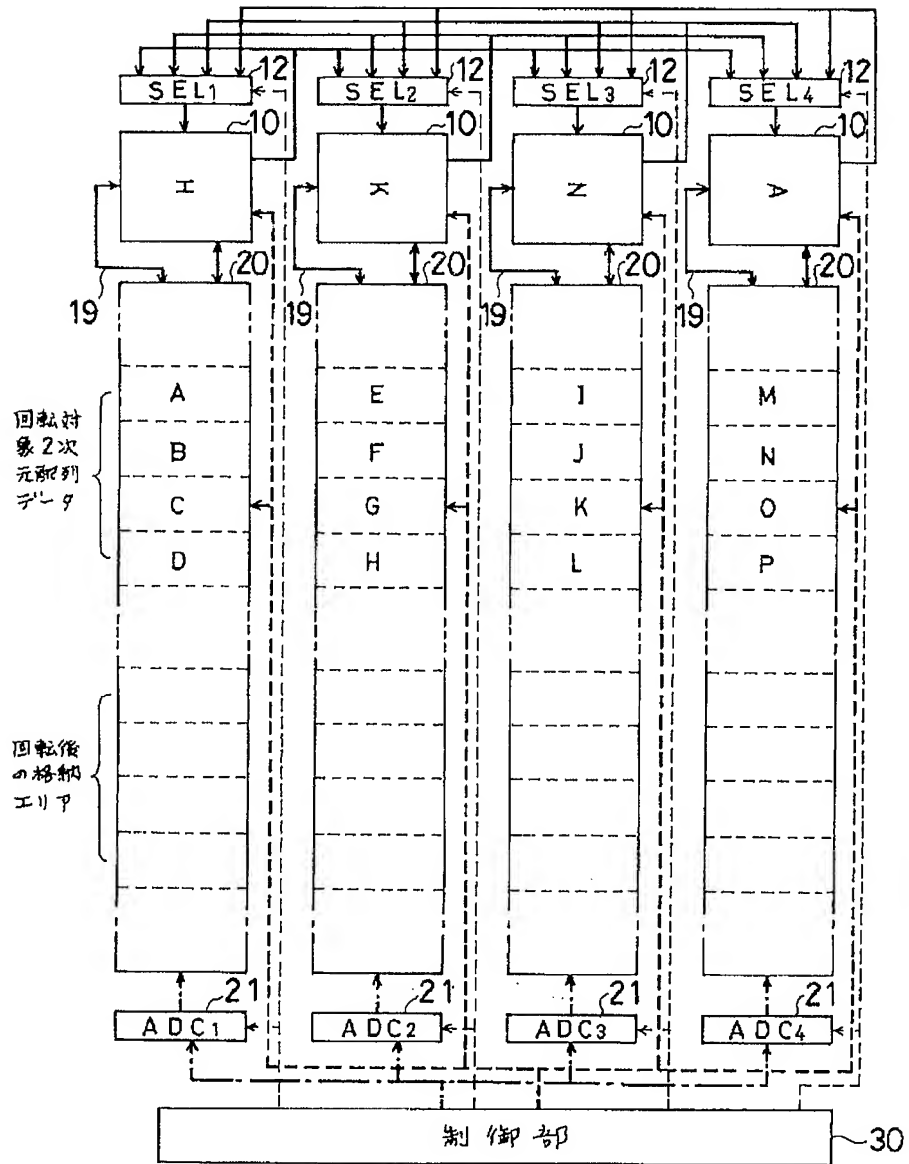 SEL1 12 SEL2 12 SEL3 12 SEL4 12
10 10 10 10
H K N A
20 20 20 20
19 19 19 19
回転対
象2次
元配列
データ
A E I M
B F J N
C G K O
D H L P
回転後
の格納
エリア
21 21 21 21
ADC1 ADC2 ADC3 ADC4
制御部 30